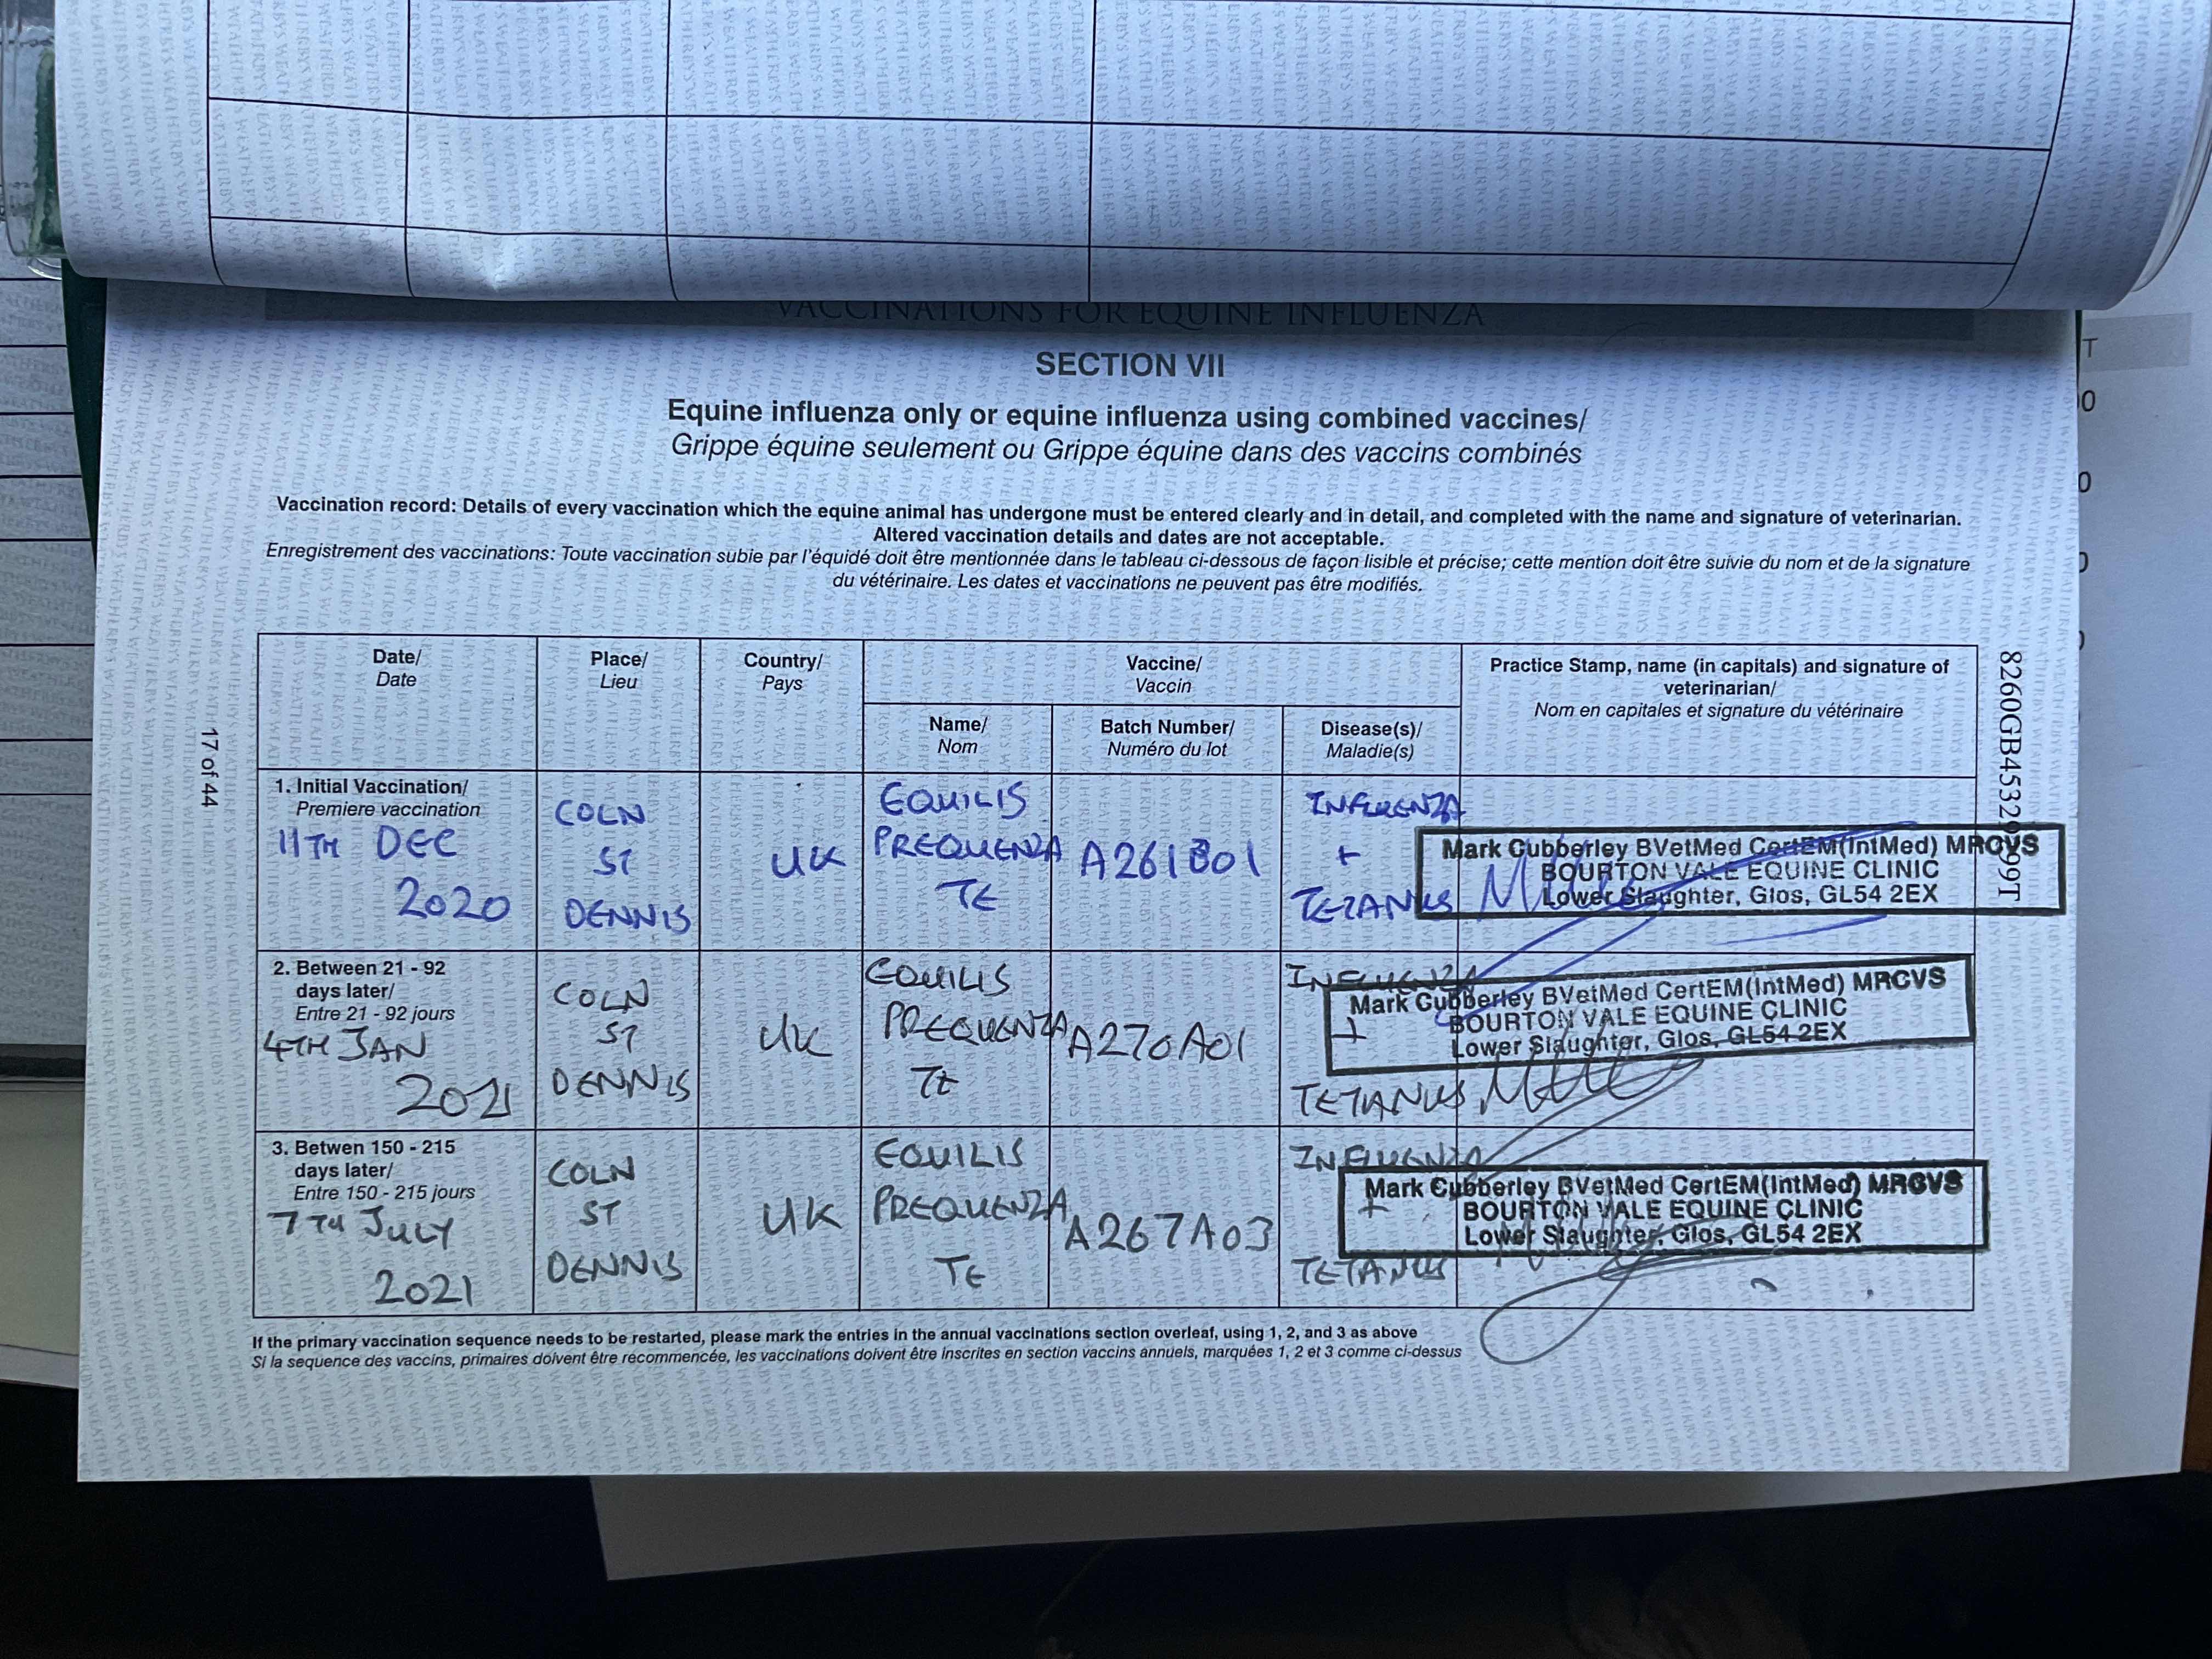 VACCINATIONS FOR EQUINE INFLUENZA
SECTION VII
Equine influenza only or equine influenza using combined vaccines/
Grippe équine seulement ou Grippe équine dans des vaccins combinés
Vaccination record: Details of every vaccination which the equine animal has undergone must be entered clearly and in detail, and completed with the name and signature of veterinarian.
Altered vaccination details and dates are not acceptable.
Enregistrement des vaccinations: Toute vaccination subie par l'équidé doit être mentionnée dans le tableau ci-dessous de façon lisible et précise; cette mention doit être suivie du nom et de la signature
du vétérinaire. Les dates et vaccinations ne peuvent pas être modifiés.
Date/
Date
Place/
Lieu
Country/
Pays
Vaccine/
Vaccin
Name/
Nom
Batch Number/
Numéro du lot
Disease(s)/
Maladie(s)
Practice Stamp, name (in capitals) and signature of
veterinarian/
Nom en capitales et signature du vétérinaire
1. Initial Vaccination/
Premiere vaccination
11TH DEC
2020
COLN
ST
DENNIS
UK
EQUILIS
PREQUENZA
TE
A261B01
INFLUENZA
+
TETANUS
Mark Cubberley BVetMed CertEM(IntMed) MRCVS
BOURTON VALE EQUINE CLINIC
Lower Slaughter, Glos, GL54 2EX
2. Between 21 - 92
days later/
Entre 21 - 92 jours
4TH JAN
2021
COLN
ST
DENNIS
UK
EQUILIS
PREQUENZA
TE
A270A01
INFLUENZA
+
TETANUS
Mark Cubberley BVetMed CertEM(IntMed) MRCVS
BOURTON VALE EQUINE CLINIC
Lower Slaughter, Glos, GL54 2EX
3. Betwen 150 - 215
days later/
Entre 150 - 215 jours
7TH JULY
2021
COLN
ST
DENNIS
UK
EQUILIS
PREQUENZA
TE
A267A03
INFLUENZA
+
TETANUS
Mark Cubberley BVetMed CertEM(IntMed) MRCVS
BOURTON VALE EQUINE CLINIC
Lower Slaughter, Glos, GL54 2EX
If the primary vaccination sequence needs to be restarted, please mark the entries in the annual vaccinations section overleaf, using 1, 2, and 3 as above
Si la sequence des vaccins, primaires doivent être recommencée, les vaccinations doivent être inscrites en section vaccins annuels, marquées 1, 2 et 3 comme ci-dessus
17 of 44